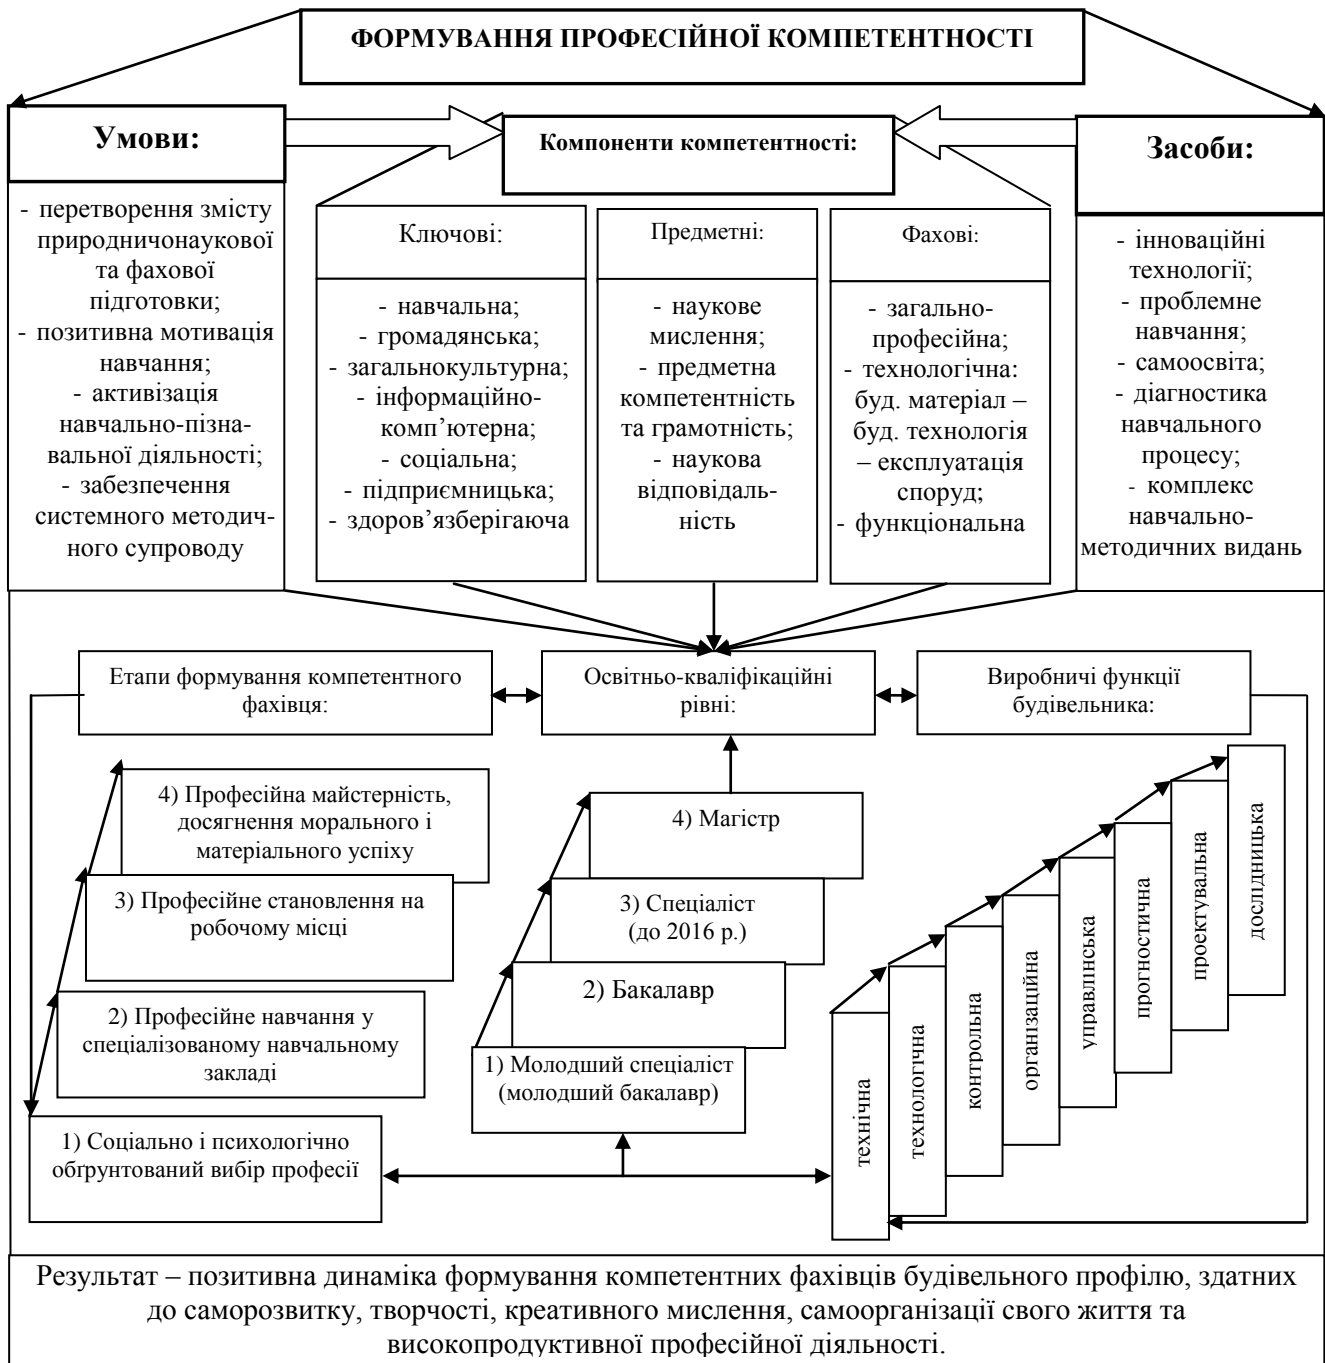 ФОРМУВАННЯ ПРОФЕСІЙНОЇ КОМПЕТЕНТНОСТІ
Умови:
- перетворення змісту
природничонаукової
та фахової
підготовки;
- позитивна мотивація
навчання;
- активізація
навчально-пізна-
вальної діяльності;
- забезпечення
системного методич-
ного супроводу
Компоненти компетентності:
Ключові:
- навчальна;
- громадянська;
- загальнокультурна;
- інформаційно-
комп’ютерна;
- соціальна;
- підприємницька;
- здоров’язберігаюча
Предметні:
- наукове
мислення;
- предметна
компетентність
та грамотність;
- наукова
відповідаль-
ність
Фахові:
- загально-
професійна;
- технологічна:
буд. матеріал –
буд. технологія
– експлуатація
споруд;
- функціональна
Засоби:
- інноваційні
технології;
- проблемне
навчання;
- самоосвіта;
- діагностика
навчального
процесу;
- комплекс
навчально-
методичних видань
Етапи формування компетентного
фахівця:
Освітньо-кваліфікаційні
рівні:
Виробничі функції
будівельника:
4) Професійна майстерність,
досягнення морального і
матеріального успіху
3) Професійне становлення на
робочому місці
2) Професійне навчання у
спеціалізованому навчальному
закладі
1) Соціально і психологічно
обґрунтований вибір професії
4) Магістр
3) Спеціаліст
(до 2016 р.)
2) Бакалавр
1) Молодший спеціаліст
(молодший бакалавр)
технічна
технологічна
контрольна
організаційна
управлінська
прогностична
проектувальна
дослідницька
Результат – позитивна динаміка формування компетентних фахівців будівельного профілю, здатних
до саморозвитку, творчості, креативного мислення, самоорганізації свого життя та
високопродуктивної професійної діяльності.